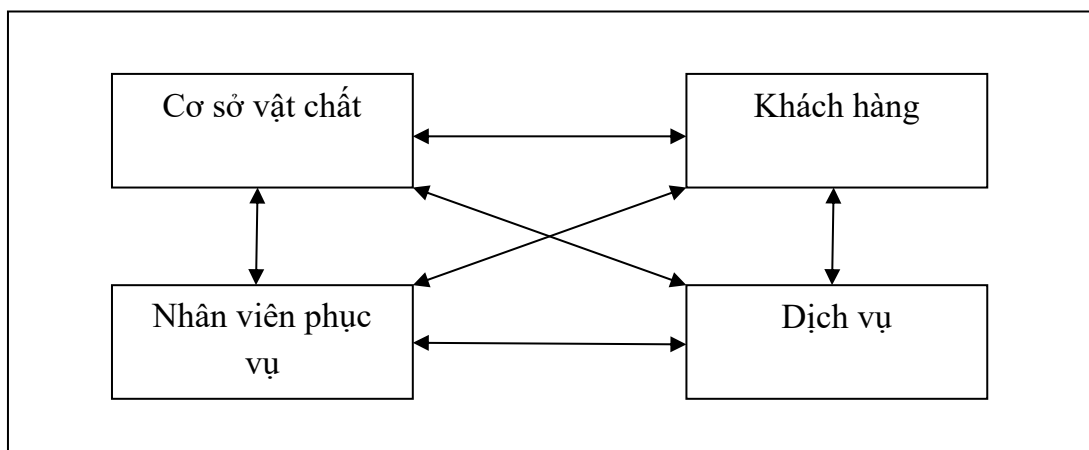 Cơ sở vật chất
Khách hàng
Nhân viên phục
vụ
Dịch vụ